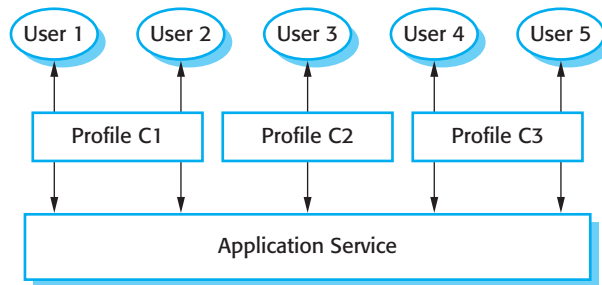 User 1 User 2 User 3 User 4 User 5
Profile C1 Profile C2 Profile C3
Application Service